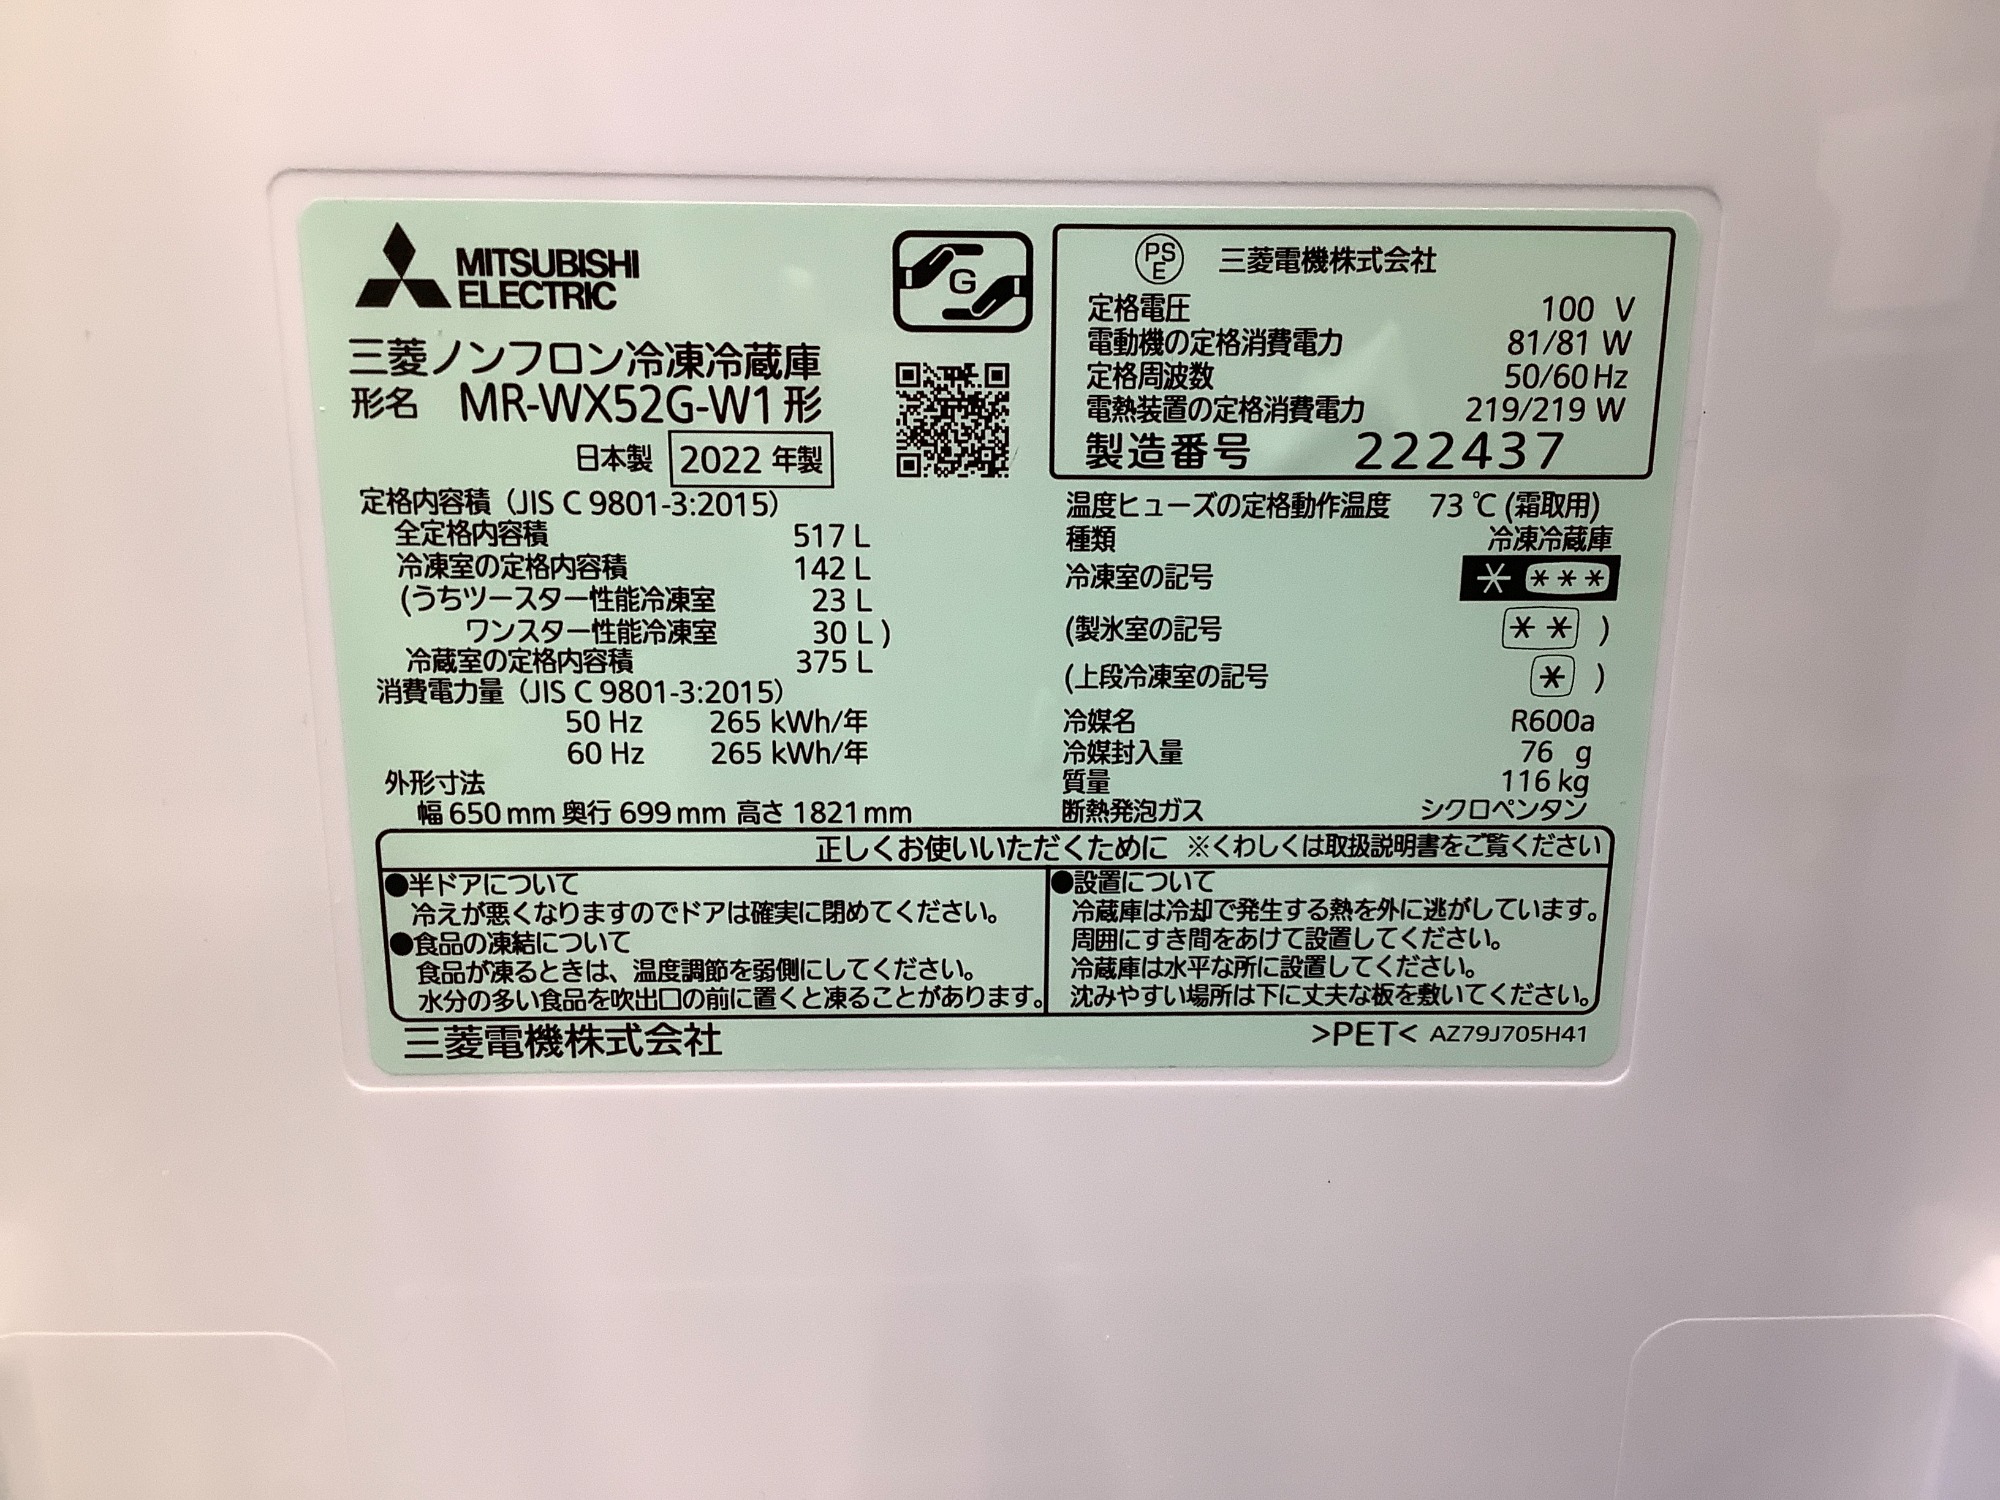 MITSUBISHI
ELECTRIC
三菱ノンフロン冷凍冷蔵庫
形名 MR-WX52G-W1形
日本製 2022 年製
定格内容積（JIS C 9801-3:2015）
全定格内容積 517 L
冷凍室の定格内容積 142 L
(うちツースター性能冷凍室 23 L
ワンスター性能冷凍室 30 L )
冷蔵室の定格内容積 375 L
消費電力量（JIS C 9801-3:2015）
50 Hz 265 kWh/年
60 Hz 265 kWh/年
外形寸法
幅 650 mm 奥行 699 mm 高さ 1821 mm
G
PS
E
三菱電機株式会社
定格電圧 100 V
電動機の定格消費電力 81/81 W
定格周波数 50/60 Hz
電熱装置の定格消費電力 219/219 W
製造番号 222437
温度ヒューズの定格動作温度 73 ℃ (霜取用)
種類 冷凍冷蔵庫
冷凍室の記号 * ***
(製氷室の記号 ** )
(上段冷凍室の記号 * )
冷媒名 R600a
冷媒封入量 76 g
質量 116 kg
断熱発泡ガス シクロペンタン
正しくお使いいただくために ※くわしくは取扱説明書をご覧ください
●半ドアについて
冷えが悪くなりますのでドアは確実に閉めてください。
●食品の凍結について
食品が凍るときは、温度調節を弱側にしてください。
水分の多い食品を吹出口の前に置くと凍ることがあります。
●設置について
冷蔵庫は冷却で発生する熱を外に逃がしています。
周囲にすき間をあけて設置してください。
冷蔵庫は水平な所に設置してください。
沈みやすい場所は下に丈夫な板を敷いてください。
三菱電機株式会社
>PET< AZ79J705H41